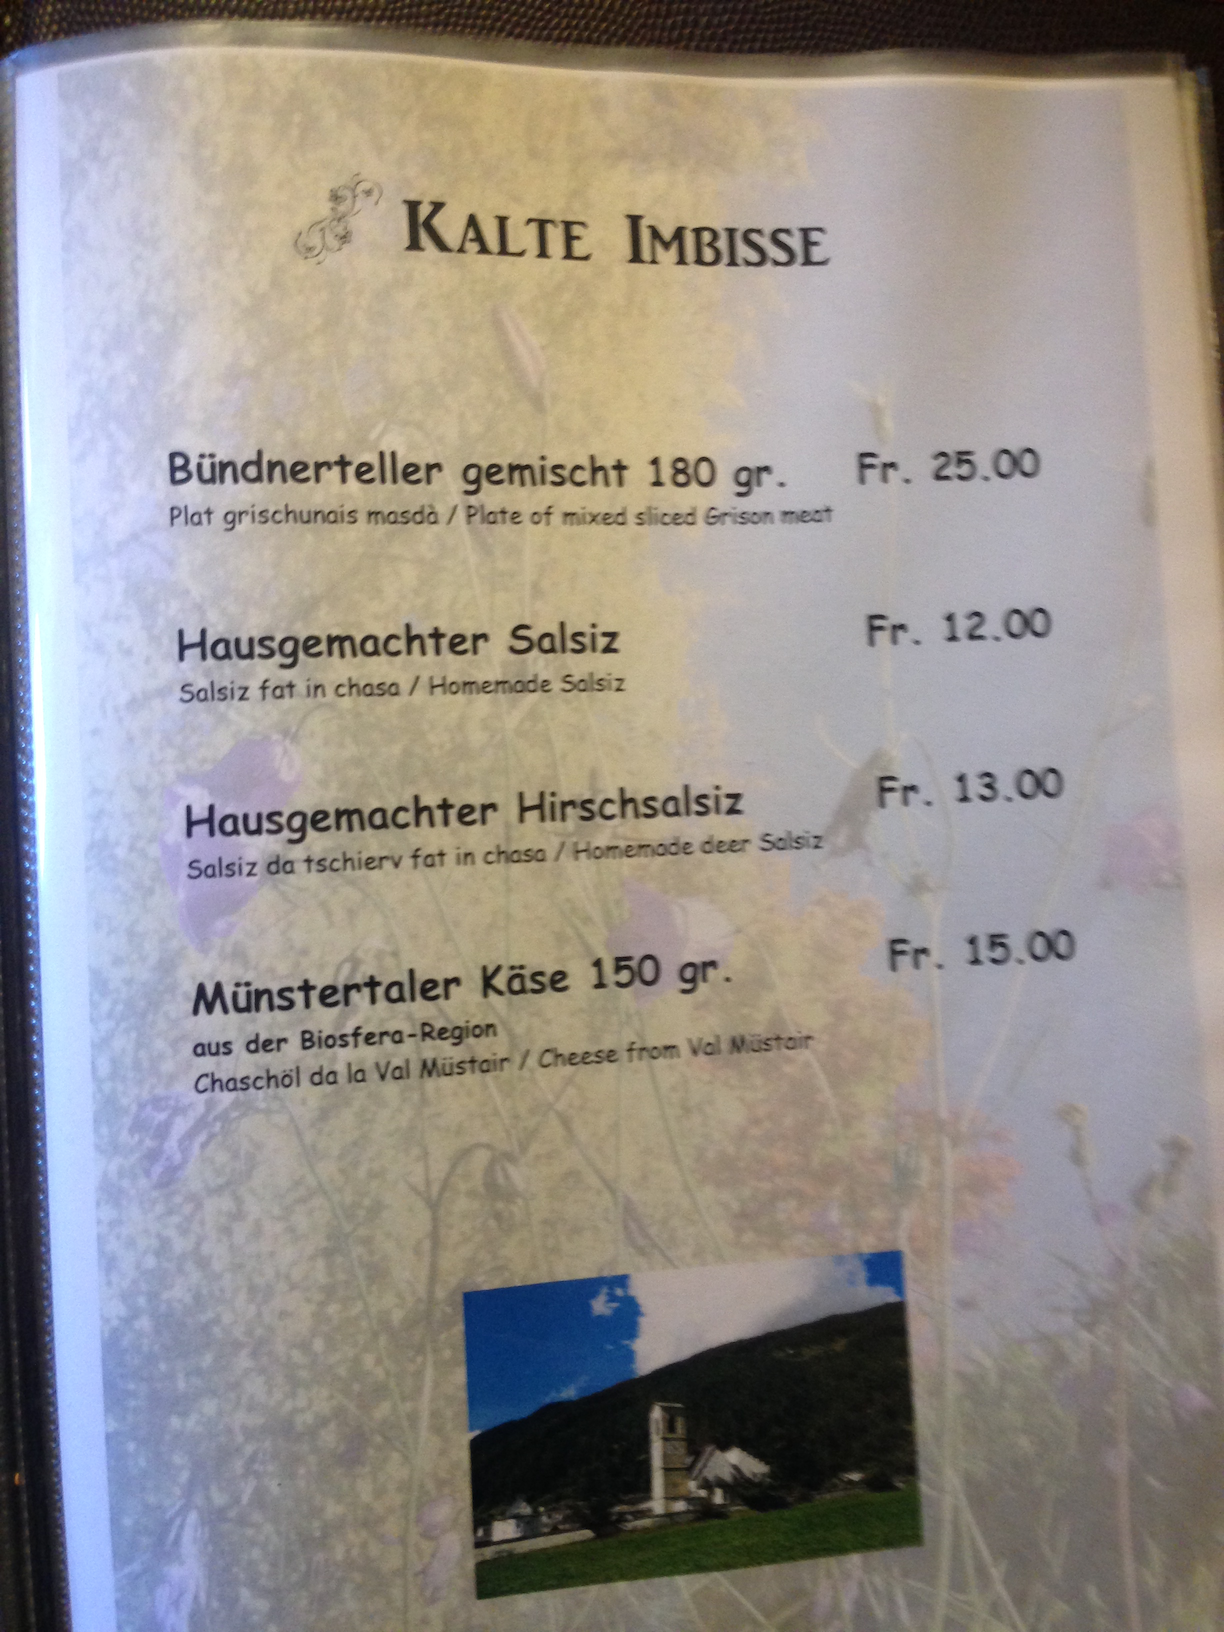 KALTE IMBISSE
Bündnerteller gemischt 180 gr. Fr. 25.00
Plat grischunais masdà / Plate of mixed sliced Grison meat
Hausgemachter Salsiz Fr. 12.00
Salsiz fat in chasa / Homemade Salsiz
Hausgemachter Hirschsalsiz Fr. 13.00
Salsiz da tschierv fat in chasa / Homemade deer Salsiz
Münstertaler Käse 150 gr. Fr. 15.00
aus der Biosfera-Region
Chaschöl da la Val Müstair / Cheese from Val Müstair